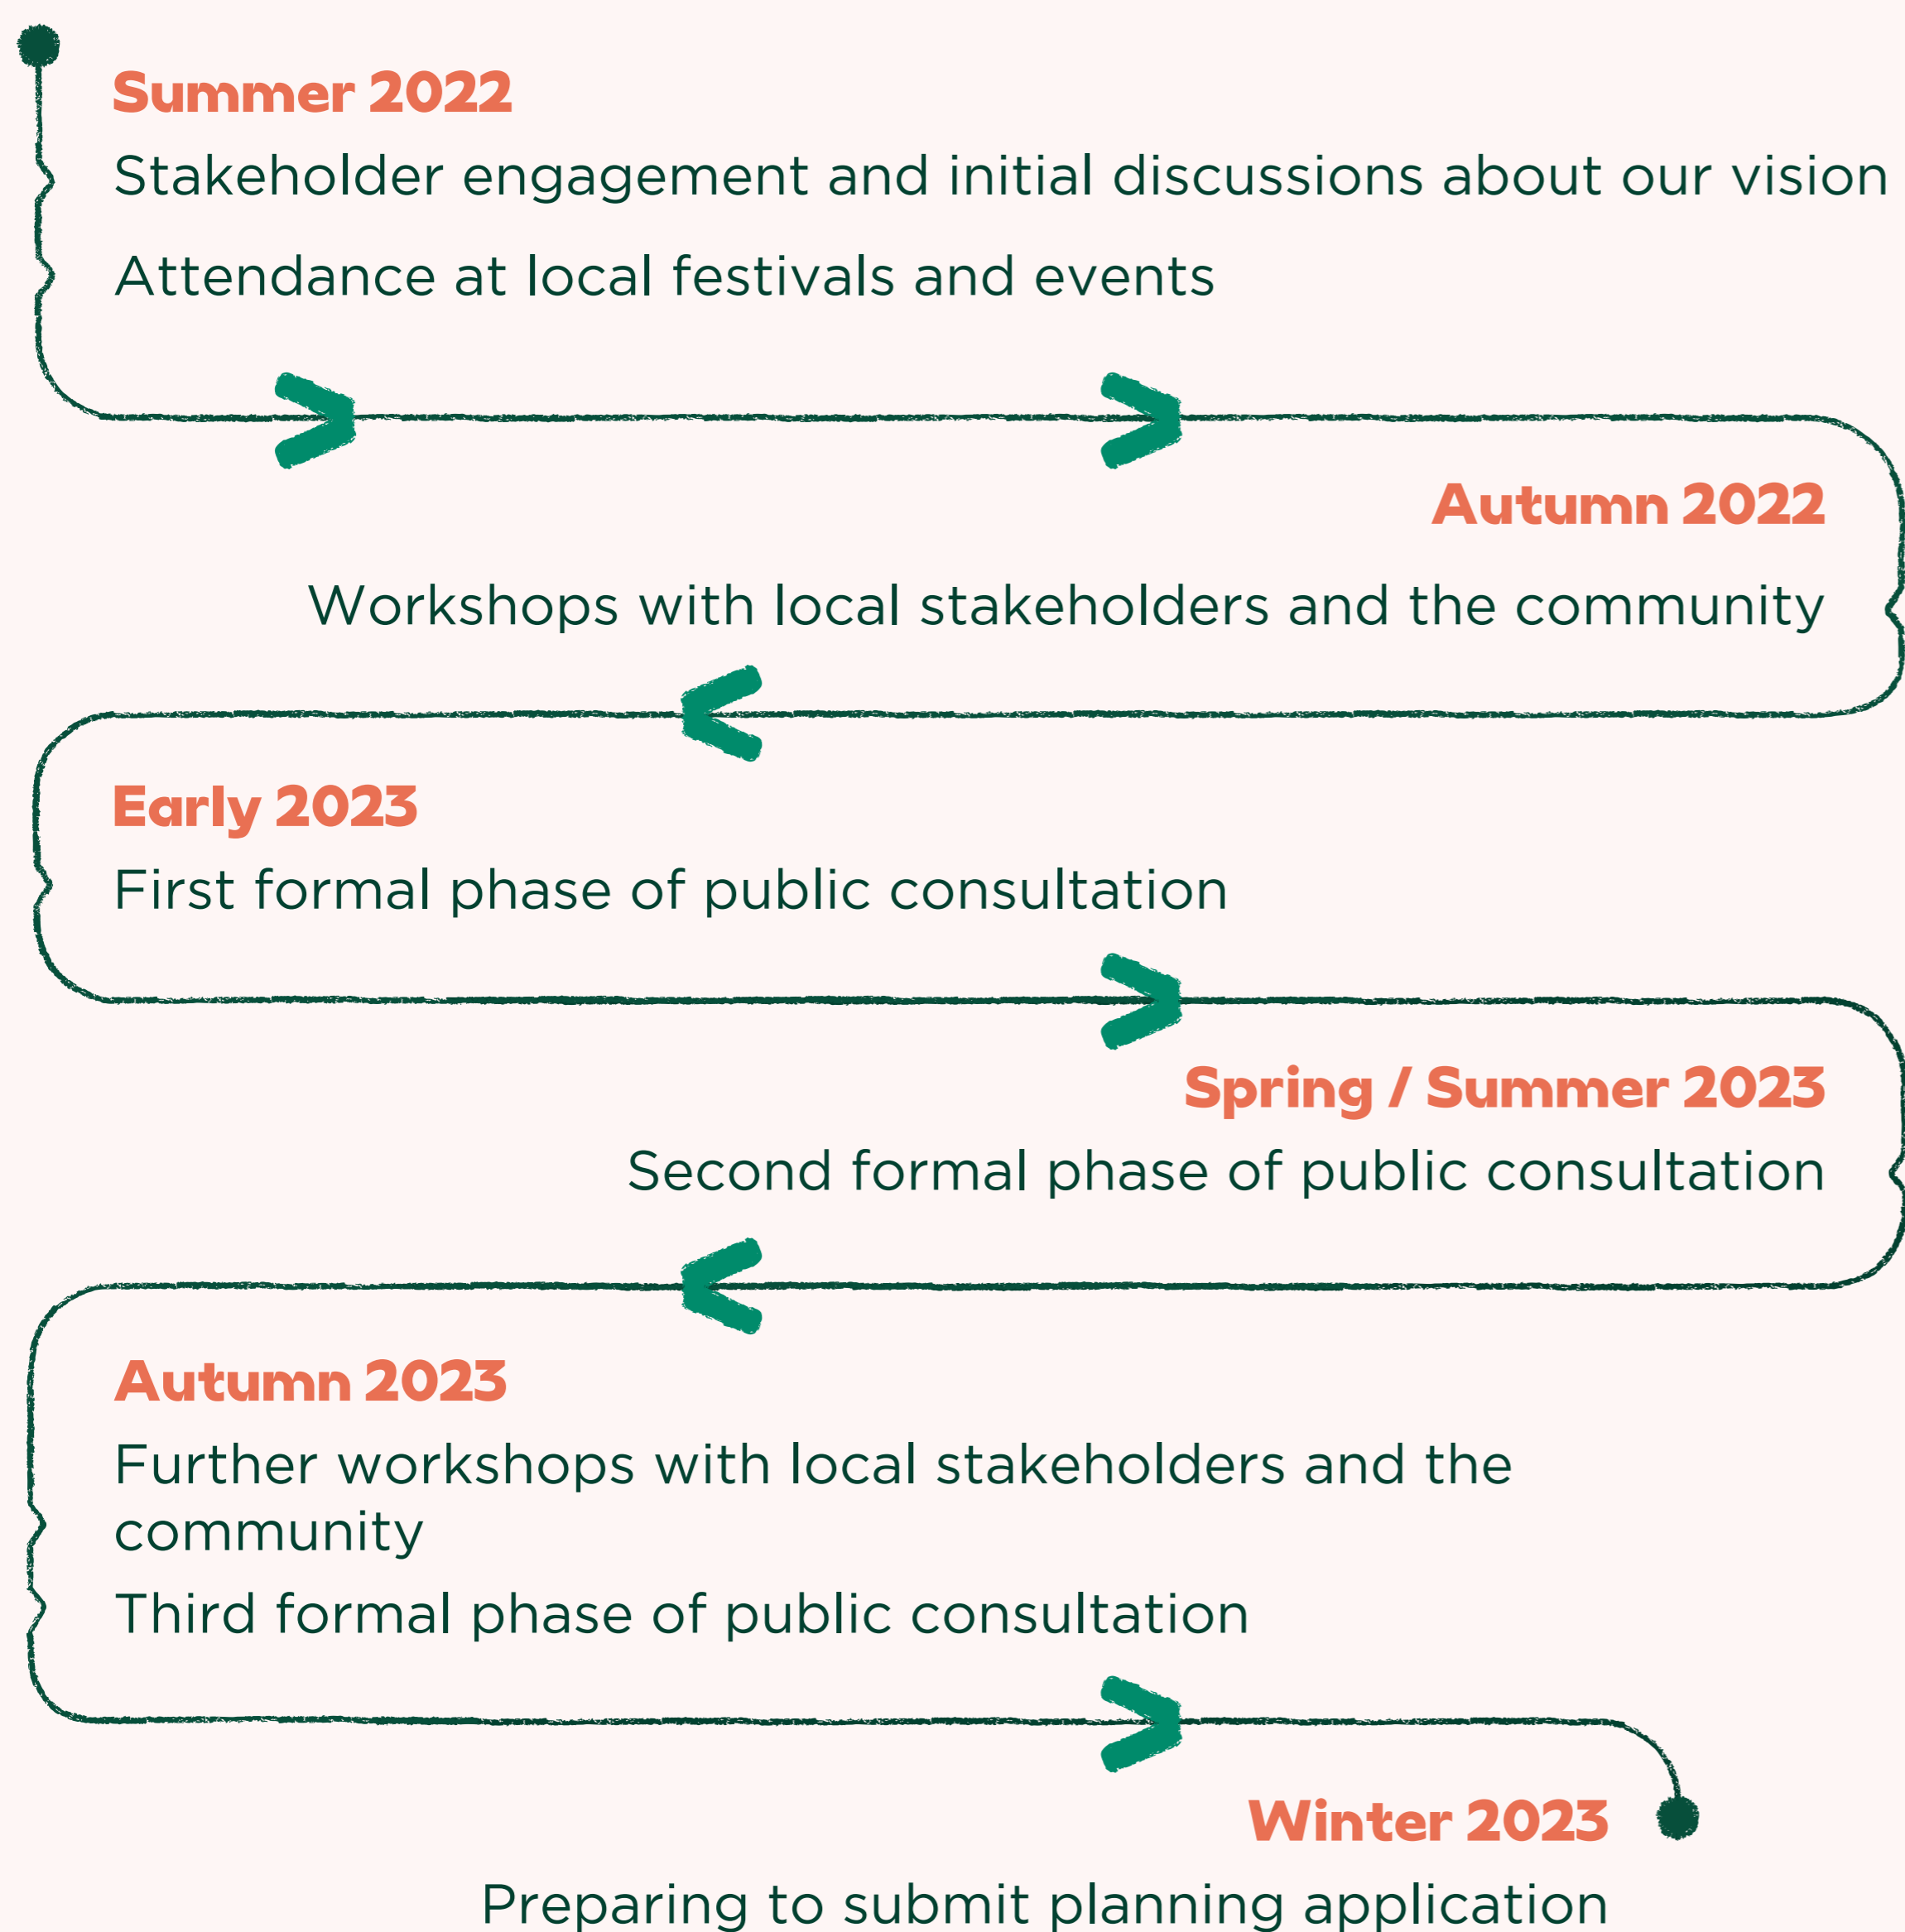 Summer 2022
Stakeholder engagement and initial discussions about our vision
Attendance at local festivals and events
Autumn 2022
Workshops with local stakeholders and the community
Early 2023
First formal phase of public consultation
Spring / Summer 2023
Second formal phase of public consultation
Autumn 2023
Further workshops with local stakeholders and the
community
Third formal phase of public consultation
Winter 2023
Preparing to submit planning application